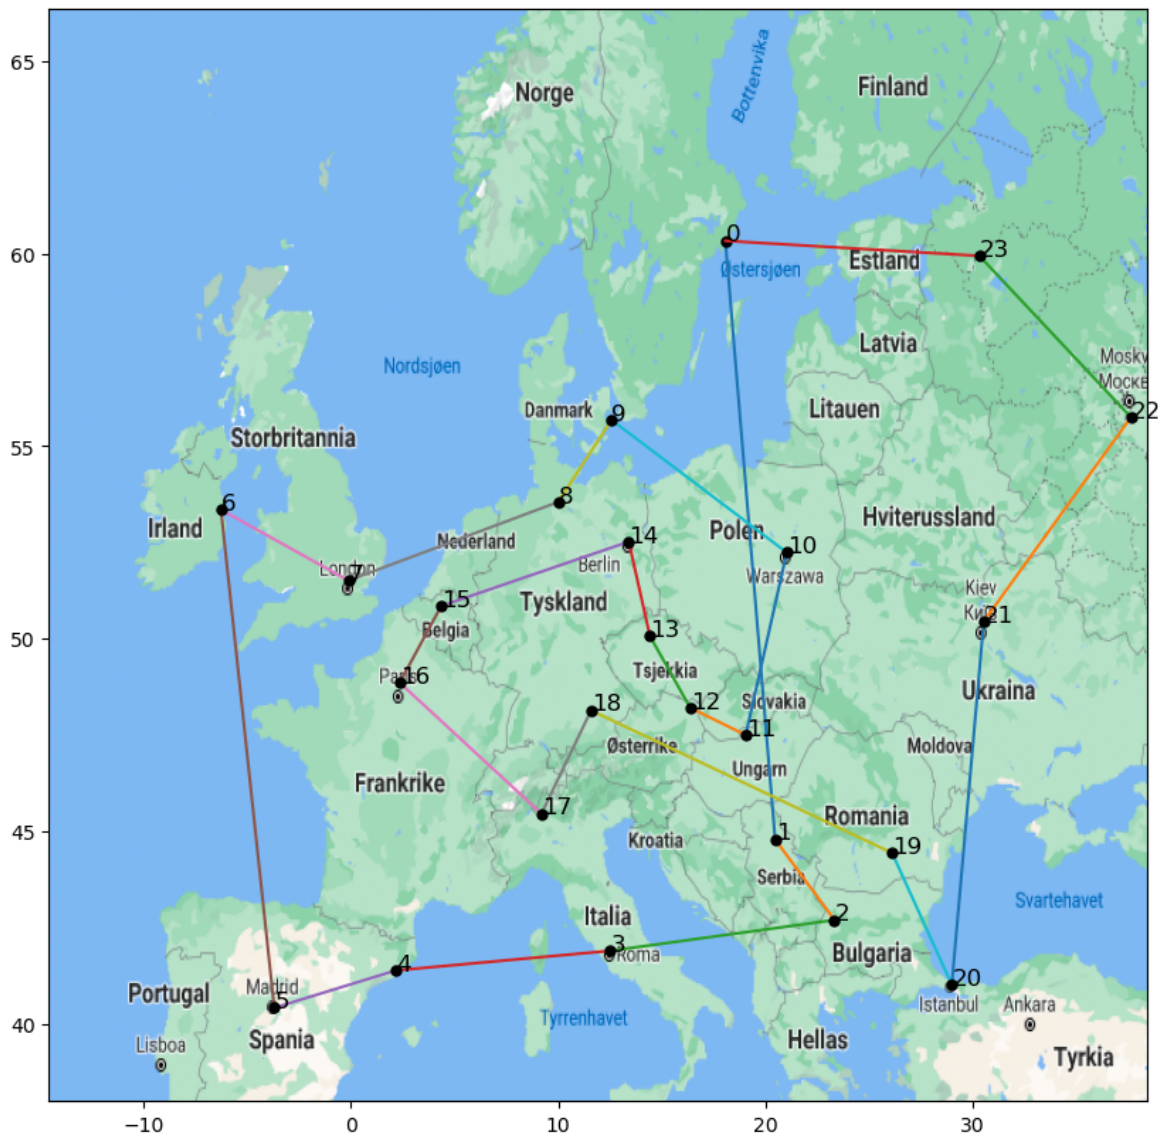 65
60
55
50
45
40
−10
0
10
20
30
Norge
Bottenvika
Finland
0
Østersjøen
Estland
23
Nordsjøen
Latvia
Moskv
Москв
Danmark
9
Litauen
22
Storbritannia
6
8
Irland
Nederland
14
Polen
Hviterussland
10
London
7
Berlin
Warszawa
15
Tyskland
Kiev
Киïв
21
Belgia
13
Paris
16
Tsjekkia
18
12
Slovakia
Ukraina
11
Østerrike
Moldova
Frankrike
Ungarn
17
Romania
1
Kroatia
19
Serbia
2
Svartehavet
Italia
3
Roma
Bulgaria
4
Madrid
5
20
Portugal
Istanbul
Ankara
Tyrrenhavet
Lisboa
Spania
Hellas
Tyrkia